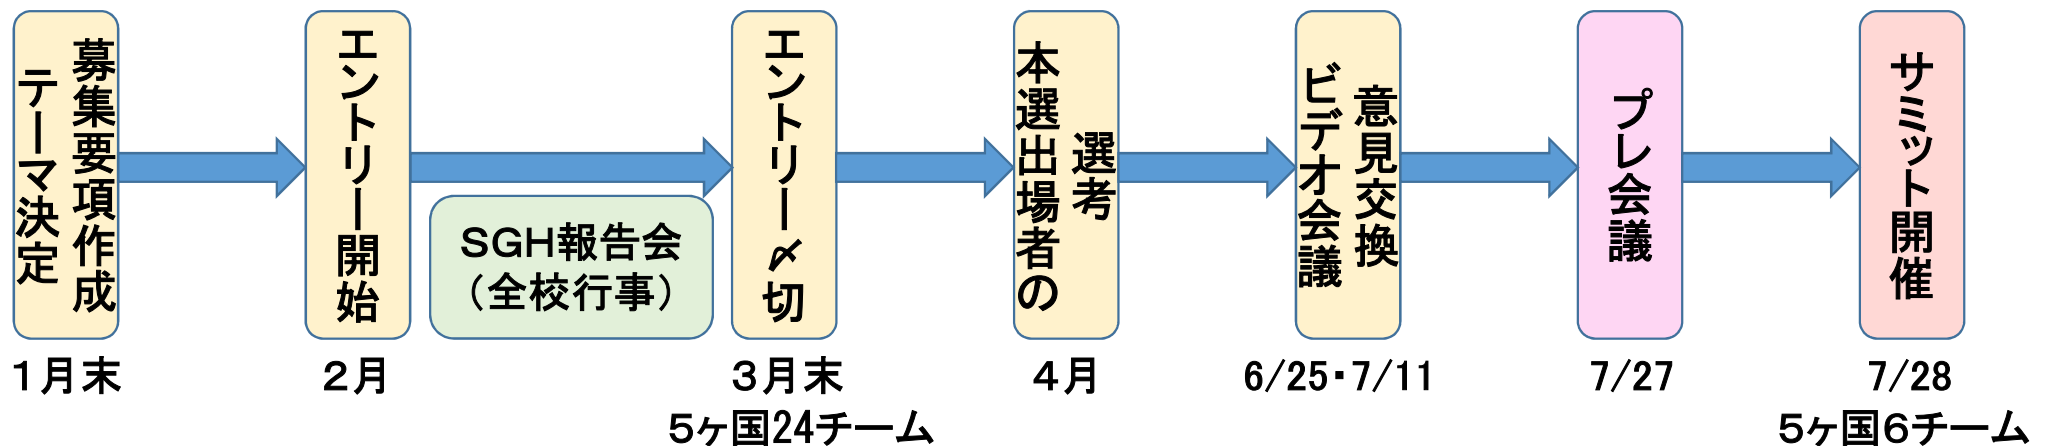 募集要項作成
テーマ決定
エントリー開始
SGH報告会
（全校行事）
エントリー〆切
選考
本選出場者の
意見交換
ビデオ会議
プレ会議
サミット開催
１月末
２月
３月末
４月
6/25・7/11
7/27
7/28
５ヶ国24チーム
５ヶ国６チーム